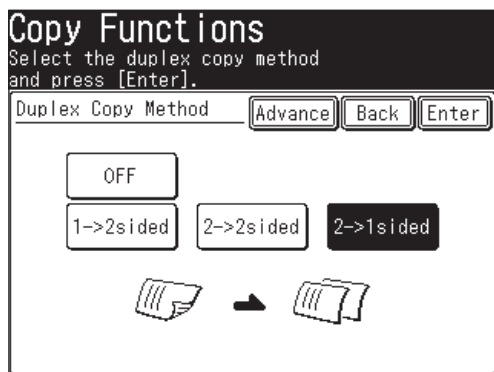 Copy Functions
Select the duplex copy method
and press [Enter].
Duplex Copy Method Advance Back Enter
OFF
1->2sided 2->2sided 2->1sided